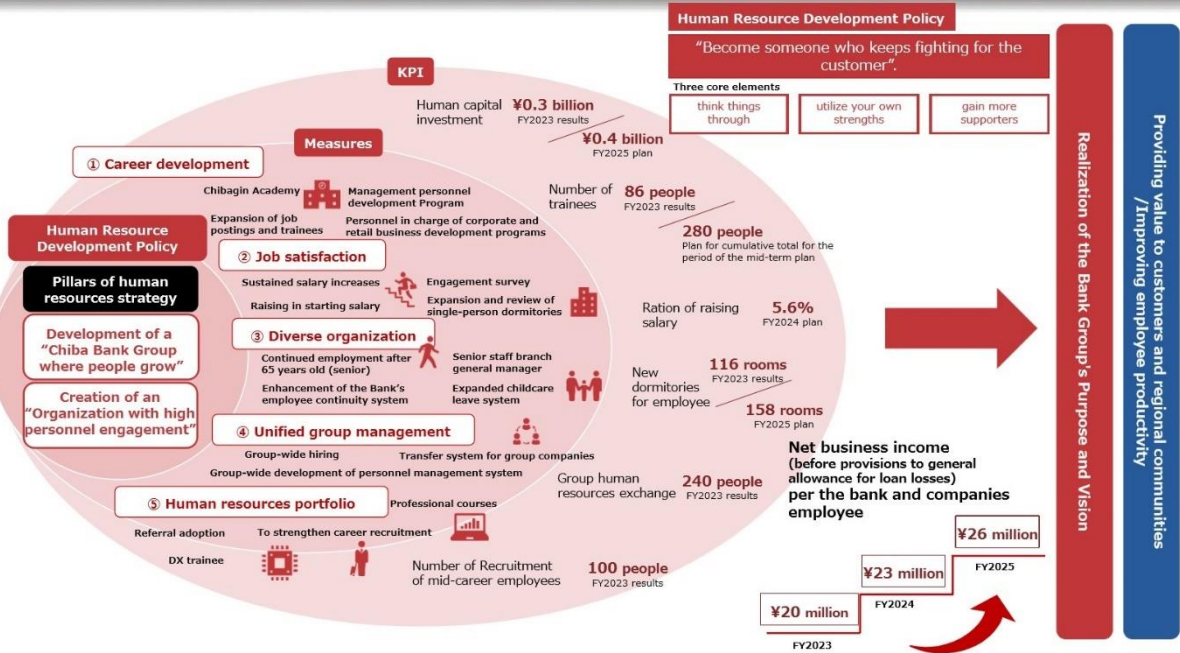 Human Resource Development Policy
“Become someone who keeps fighting for the
customer”.
Three core elements
think things
through
utilize your own
strengths
gain more
supporters
KPI
Human capital
investment
¥0.3 billion
FY2023 results
¥0.4 billion
FY2025 plan
Number of
trainees
86 people
FY2023 results
280 people
Plan for cumulative total for the
period of the mid-term plan
Ration of raising
salary
5.6%
FY2024 plan
New
dormitories
for employee
116 rooms
FY2023 results
158 rooms
FY2025 plan
Group human
resources exchange
240 people
FY2023 results
Number of Recruitment
of mid-career employees
100 people
FY2023 results
Measures
① Career development
Chibagin Academy
Management personnel
development Program
Expansion of job
postings and trainees
Personnel in charge of corporate and
retail business development programs
② Job satisfaction
Sustained salary increases
Engagement survey
Raising in starting salary
Expansion and review of
single-person dormitories
③ Diverse organization
Continued employment after
65 years old (senior)
Senior staff branch
general manager
Enhancement of the Bank’s
employee continuity system
Expanded childcare
leave system
④ Unified group management
Group-wide hiring
Transfer system for group companies
Group-wide development of personnel management system
⑤ Human resources portfolio
Professional courses
Referral adoption
To strengthen career recruitment
DX trainee
Human Resource
Development Policy
Pillars of human
resources strategy
Development of a
“Chiba Bank Group
where people grow”
Creation of an
“Organization with high
personnel engagement”
Net business income
(before provisions to general
allowance for loan losses)
per the bank and companies
employee
¥20 million
FY2023
¥23 million
FY2024
¥26 million
FY2025
Realization of the Bank Group's Purpose and Vision
Providing value to customers and regional communities
/Improving employee productivity